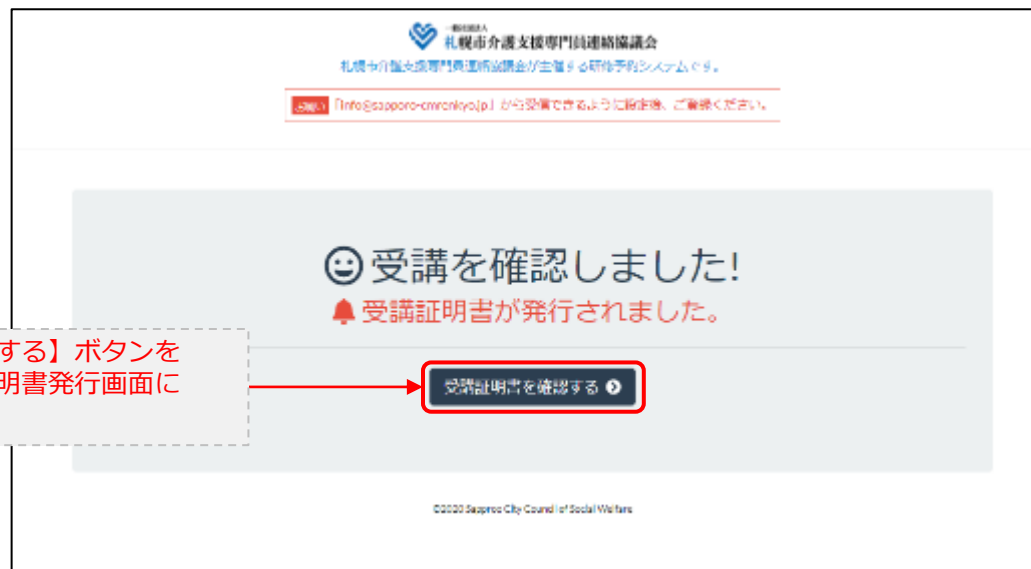 一般社団法人
札幌市介護支援専門員連絡協議会
札幌市介護支援専門員連絡協議会が主催する研修予約システムです。
お願い 「info@sapporo-cmrenkyo.jp」から受信できるように設定後、ご登録ください。
受講を確認しました!
受講証明書が発行されました。
する】ボタンを
明書発行画面に
受講証明書を確認する
©2020 Sapproo City Council of Social Welfare